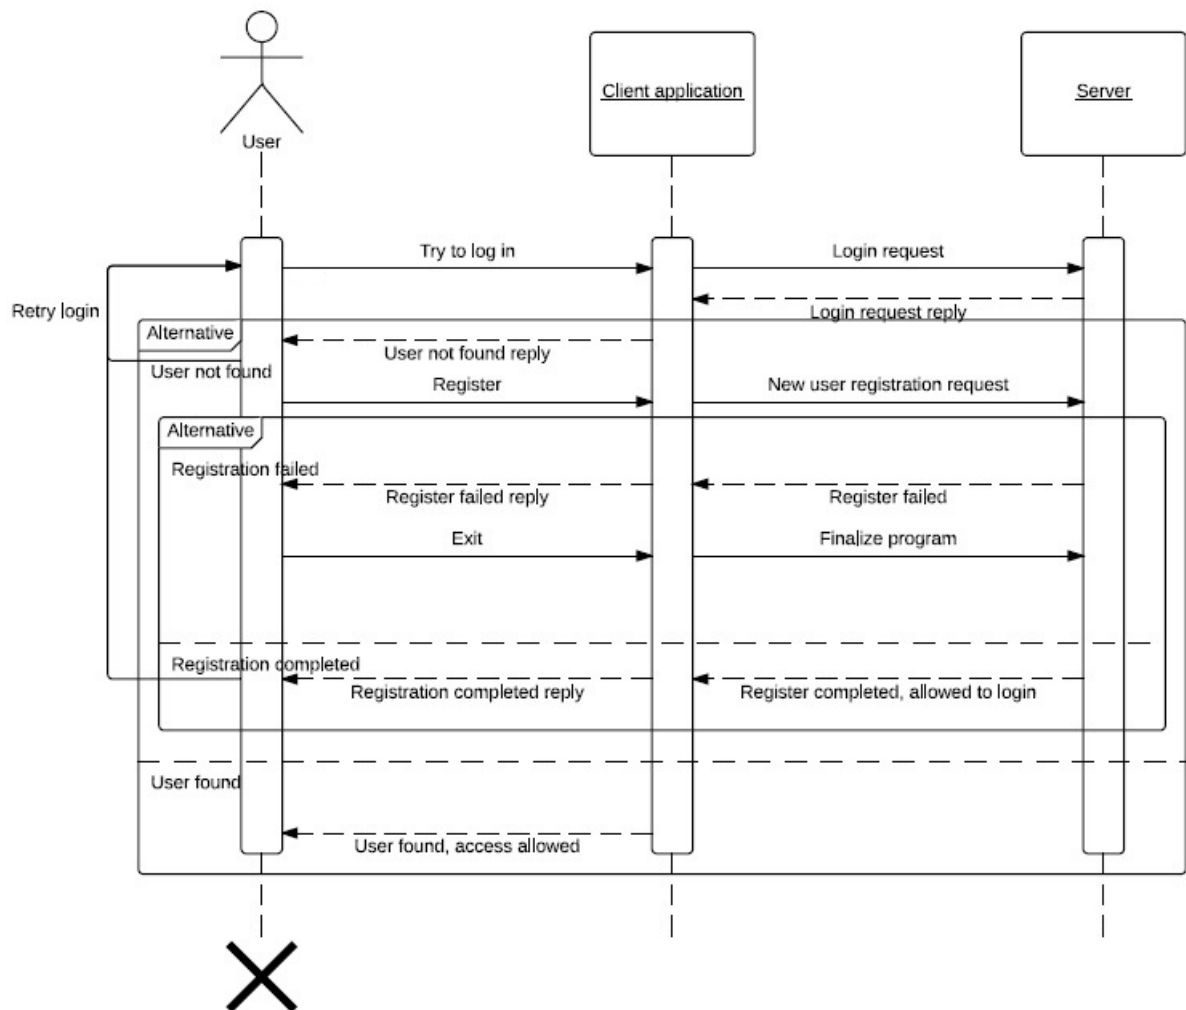 User
Client application
Server
Try to log in
Login request
Retry login
Login request reply
Alternative
User not found reply
User not found
Register
New user registration request
Alternative
Registration failed
Register failed reply
Register failed
Exit
Finalize program
Registration completed
Registration completed reply
Register completed, allowed to login
User found
User found, access allowed